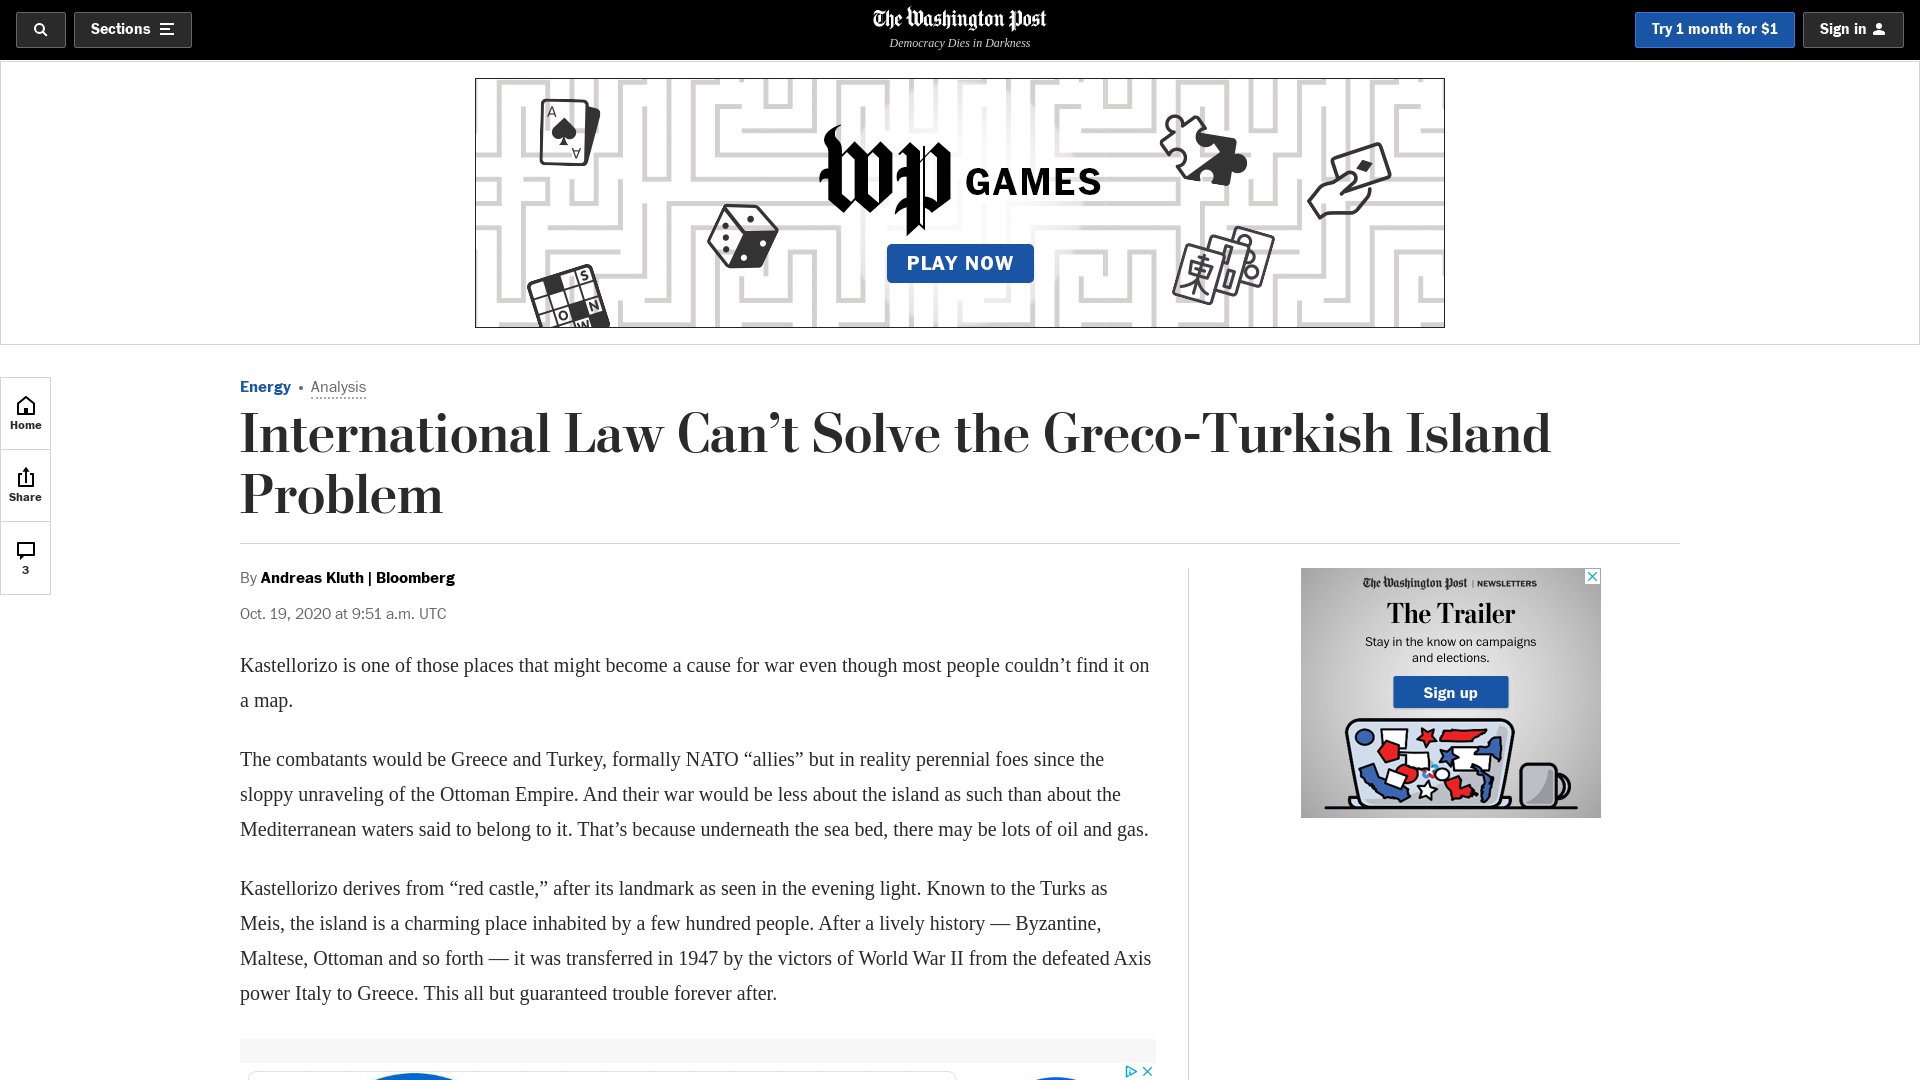 Sections
The Washington Post
Democracy Dies in Darkness
Try 1 month for $1
Sign in
A
A
wp GAMES
PLAY NOW
東
S
O N
W
Home
Share
3
Energy • Analysis
International Law Can’t Solve the Greco-Turkish Island
Problem
By Andreas Kluth | Bloomberg
Oct. 19, 2020 at 9:51 a.m. UTC
Kastellorizo is one of those places that might become a cause for war even though most people couldn’t find it on
a map.
The combatants would be Greece and Turkey, formally NATO “allies” but in reality perennial foes since the
sloppy unraveling of the Ottoman Empire. And their war would be less about the island as such than about the
Mediterranean waters said to belong to it. That’s because underneath the sea bed, there may be lots of oil and gas.
Kastellorizo derives from “red castle,” after its landmark as seen in the evening light. Known to the Turks as
Meis, the island is a charming place inhabited by a few hundred people. After a lively history — Byzantine,
Maltese, Ottoman and so forth — it was transferred in 1947 by the victors of World War II from the defeated Axis
power Italy to Greece. This all but guaranteed trouble forever after.
The Washington Post | NEWSLETTERS
The Trailer
Stay in the know on campaigns
and elections.
Sign up